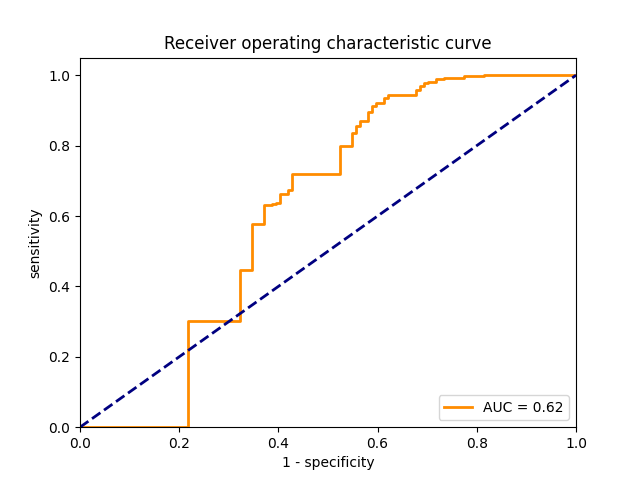 Receiver operating characteristic curve
1.0
0.8
0.6
0.4
0.2
0.0
sensitivity
AUC = 0.62
0.0 0.2 0.4 0.6 0.8 1.0
1 - specificity